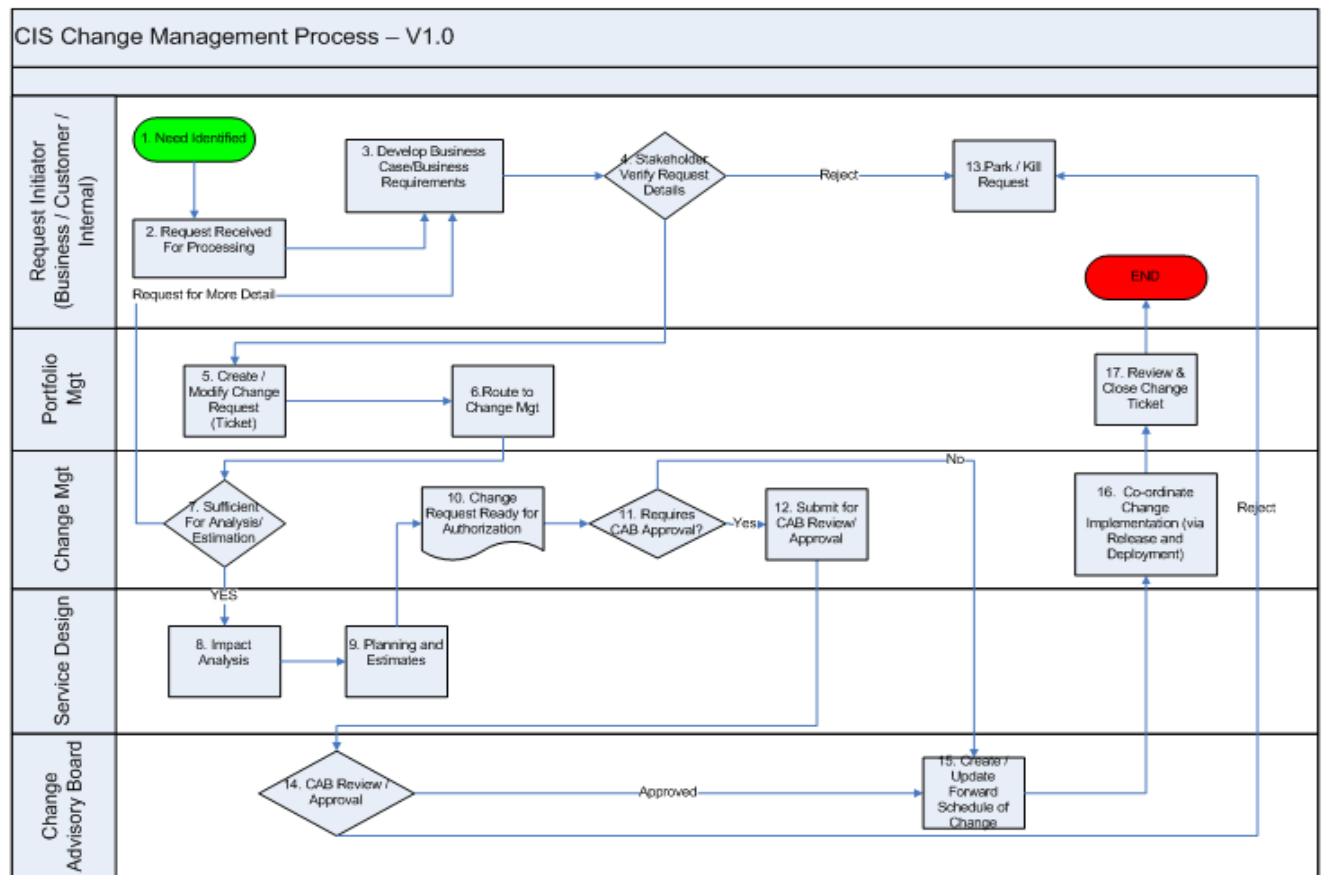 CIS Change Management Process – V1.0
Request Initiator
(Business / Customer /
Internal)
1. Need Identified
2. Request Received
For Processing
3. Develop Business
Case/Business
Requirements
4. Stakeholder
Verify Request
Details
Reject
13.Park / Kill
Request
Request for More Detail
END
Portfolio
Mgt
5. Create /
Modify Change
Request
(Ticket)
6.Route to
Change Mgt
17. Review &
Close Change
Ticket
Change Mgt
7. Sufficient
For Analysis/
Estimation
YES
10. Change
Request Ready for
Authorization
11. Requires
CAB Approval?
No
Yes
12. Submit for
CAB Review/
Approval
16. Co-ordinate
Change
Implementation (via
Release and
Deployment)
Reject
Service Design
8. Impact
Analysis
9. Planning and
Estimates
Change
Advisory Board
14. CAB Review /
Approval
Approved
15. Create /
Update
Forward
Schedule of
Change